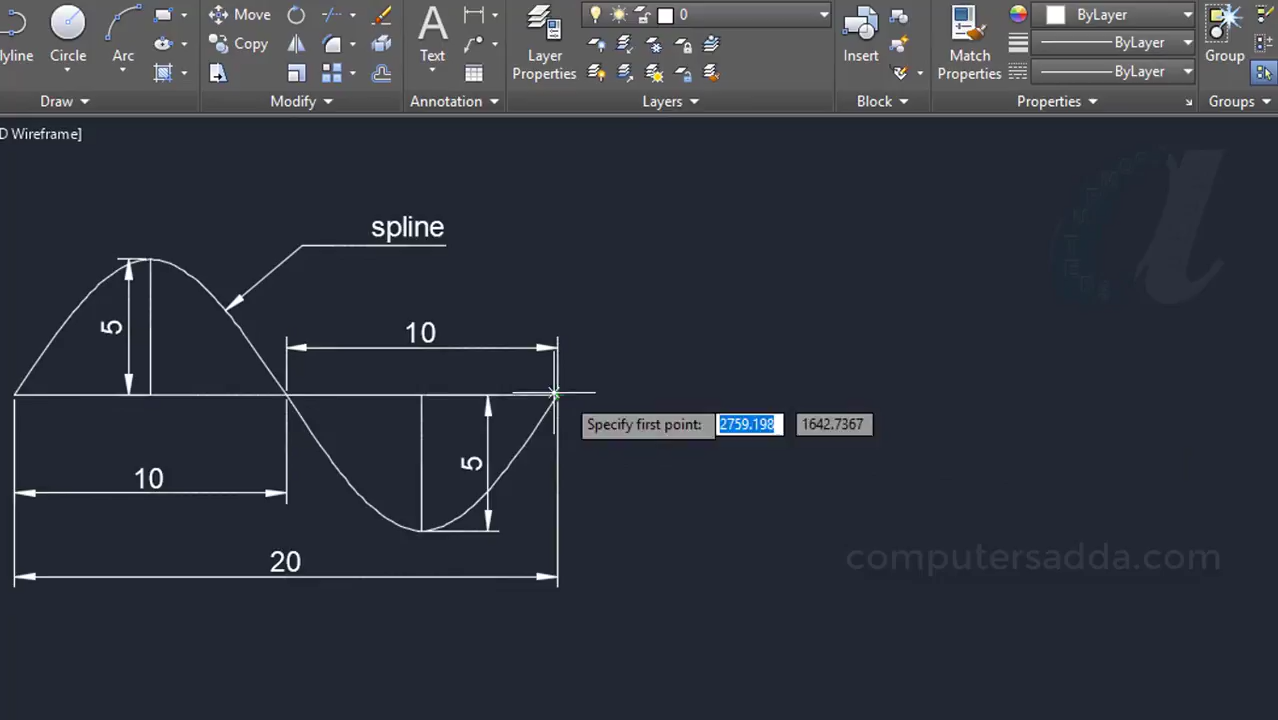 Move
ByLayer
Copy
ByLayer
yline
Circle
Arc
Text
Layer
Properties
Insert
Match
Properties
ByLayer
Group
0
Draw
Modify
Annotation
Layers
Block
Properties
Groups
D Wireframe]
spline
5
10
Specify first point: 2759.198 1642.7367
5
10
20
computersadda.com